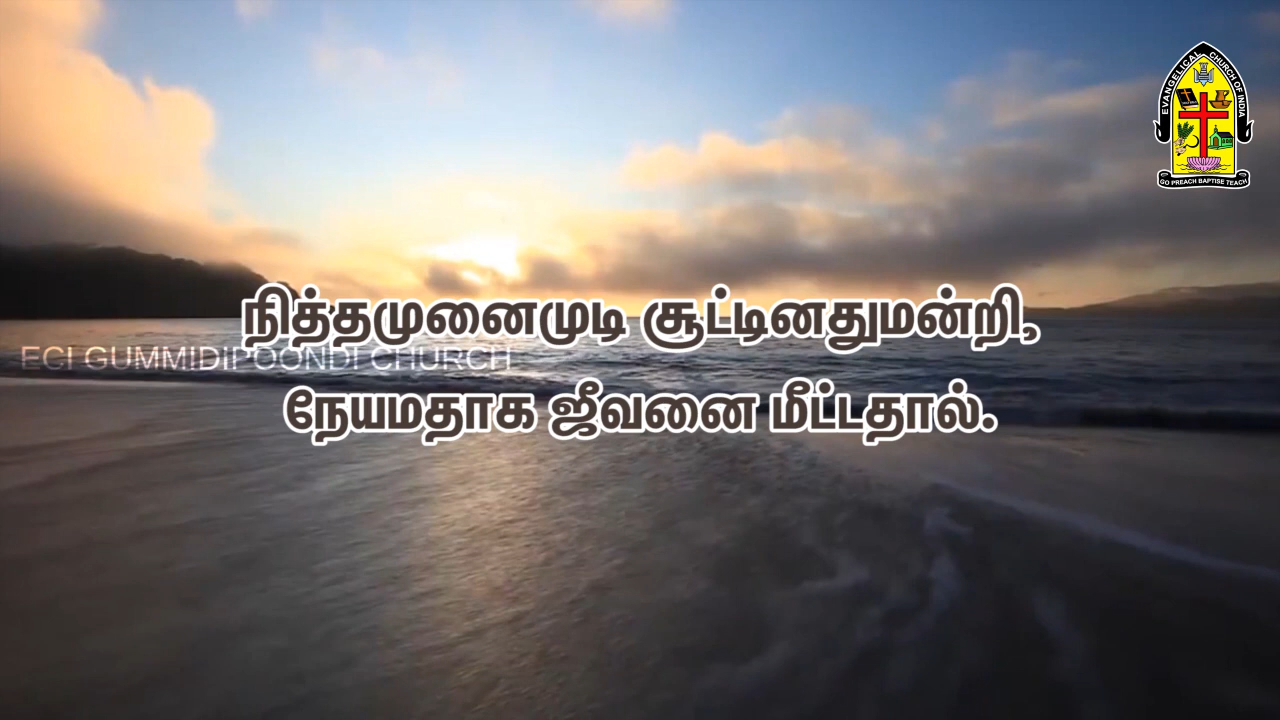 EVANGELICAL CHURCH OF INDIA
GO PREACH BAPTISE TEACH
நித்தமுனைமுடி சூட்டினதுமன்றி,
ECI GUMMIDIPOONDI CHURCH
நேயமதாக ஜீவனை மீட்டதால்.